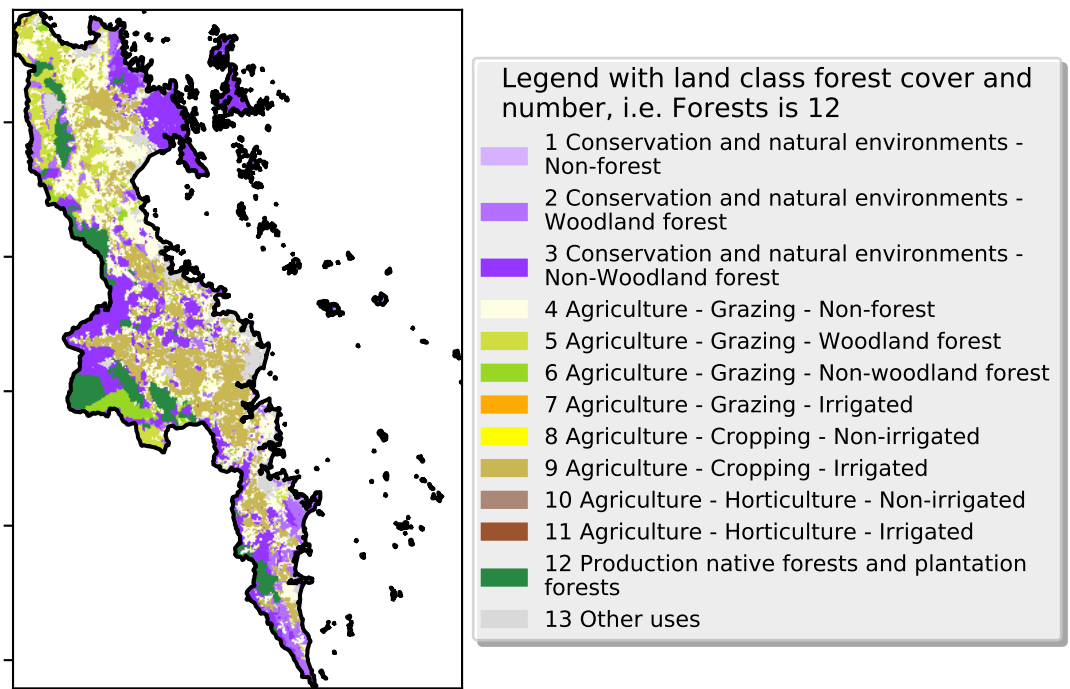 Legend with land class forest cover and
number, i.e. Forests is 12
1 Conservation and natural environments -
Non-forest
2 Conservation and natural environments -
Woodland forest
3 Conservation and natural environments -
Non-Woodland forest
4 Agriculture - Grazing - Non-forest
5 Agriculture - Grazing - Woodland forest
6 Agriculture - Grazing - Non-woodland forest
7 Agriculture - Grazing - Irrigated
8 Agriculture - Cropping - Non-irrigated
9 Agriculture - Cropping - Irrigated
10 Agriculture - Horticulture - Non-irrigated
11 Agriculture - Horticulture - Irrigated
12 Production native forests and plantation
forests
13 Other uses